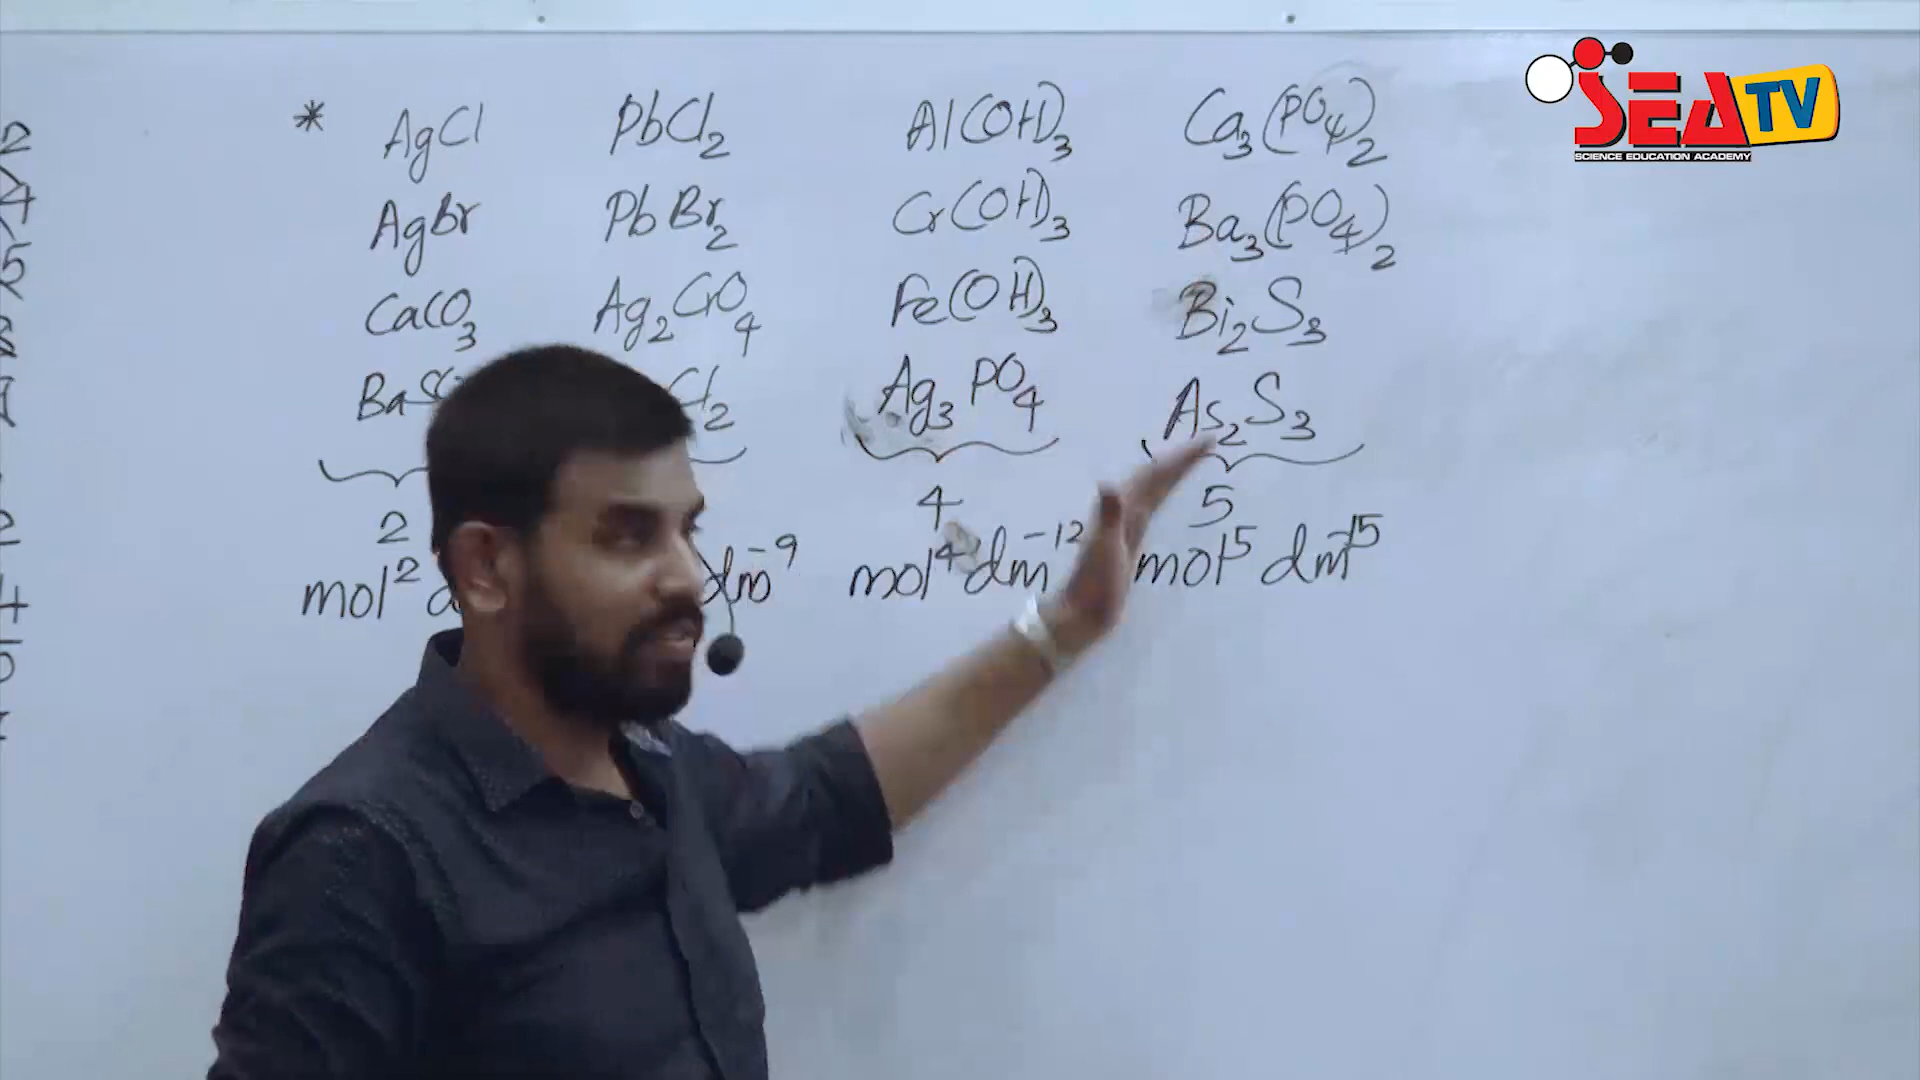 * AgCl PbCl2 Al(OH)3 Ca3(PO4)2
AgBr PbBr2 Cr(OH)3 Ba3(PO4)2
CaCO3 Ag2CrO4 Fe(OH)3 Bi2S3
Ag3PO4 As2S3
2 4 5
mol² dm⁻⁹ mol⁴ dm⁻¹² mol⁵ dm⁻¹⁵
SEA TV
SCIENCE EDUCATION ACADEMY